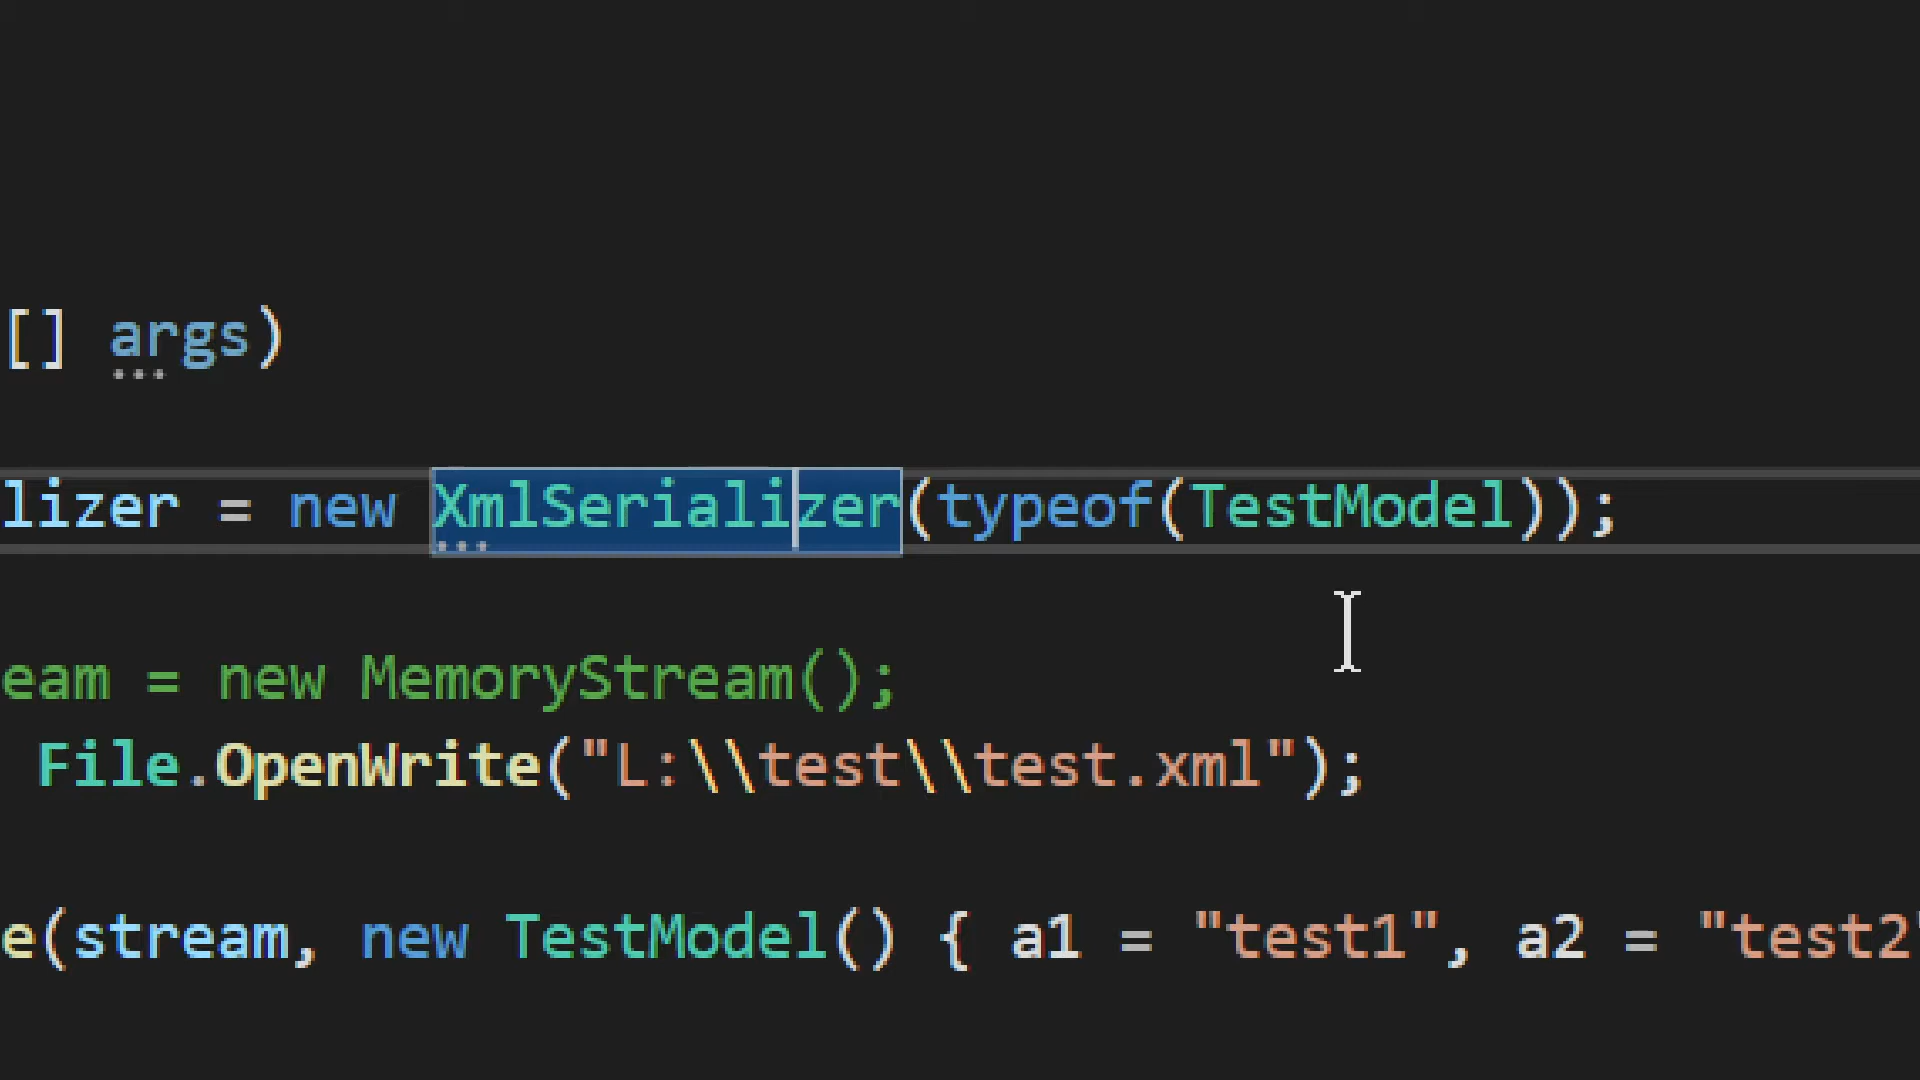 [] args)
lizer = new XmlSerializer(typeof(TestModel));
eam = new MemoryStream();
File.OpenWrite("L:\\test\\test.xml");
e(stream, new TestModel() { a1 = "test1", a2 = "test2"